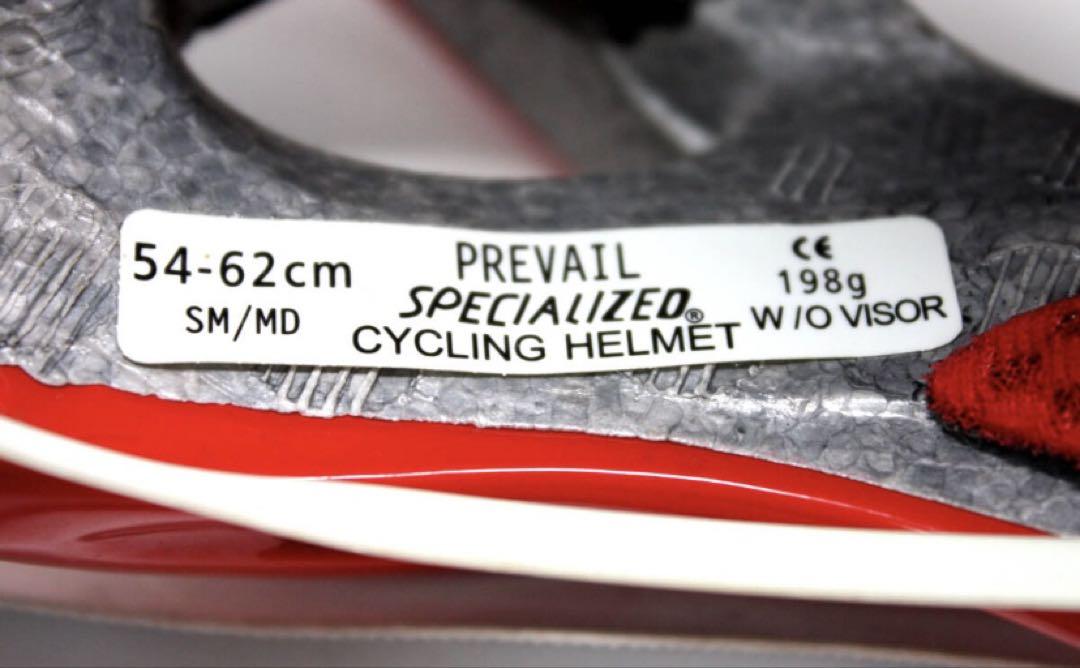 54-62cm
SM/MD
PREVAIL
SPECIALIZED®
CYCLING HELMET
CE
198g
W/O VISOR